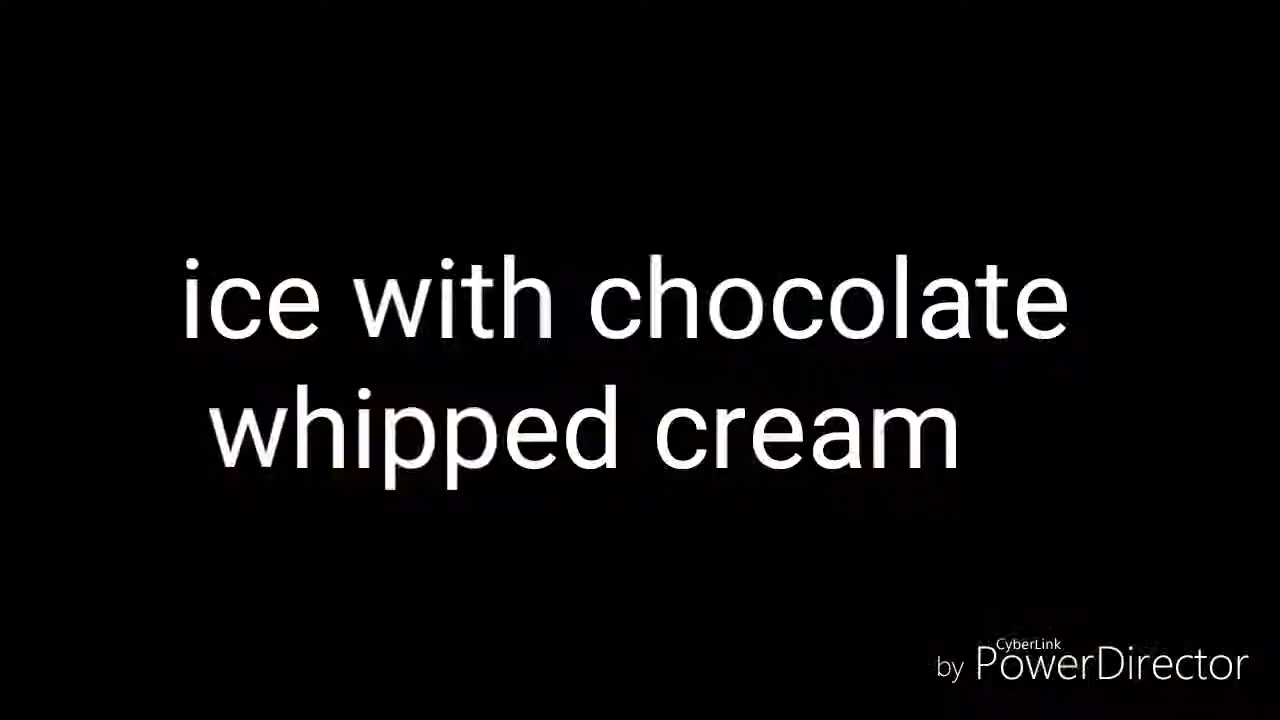 ice with chocolate
whipped cream
CyberLink
by PowerDirector